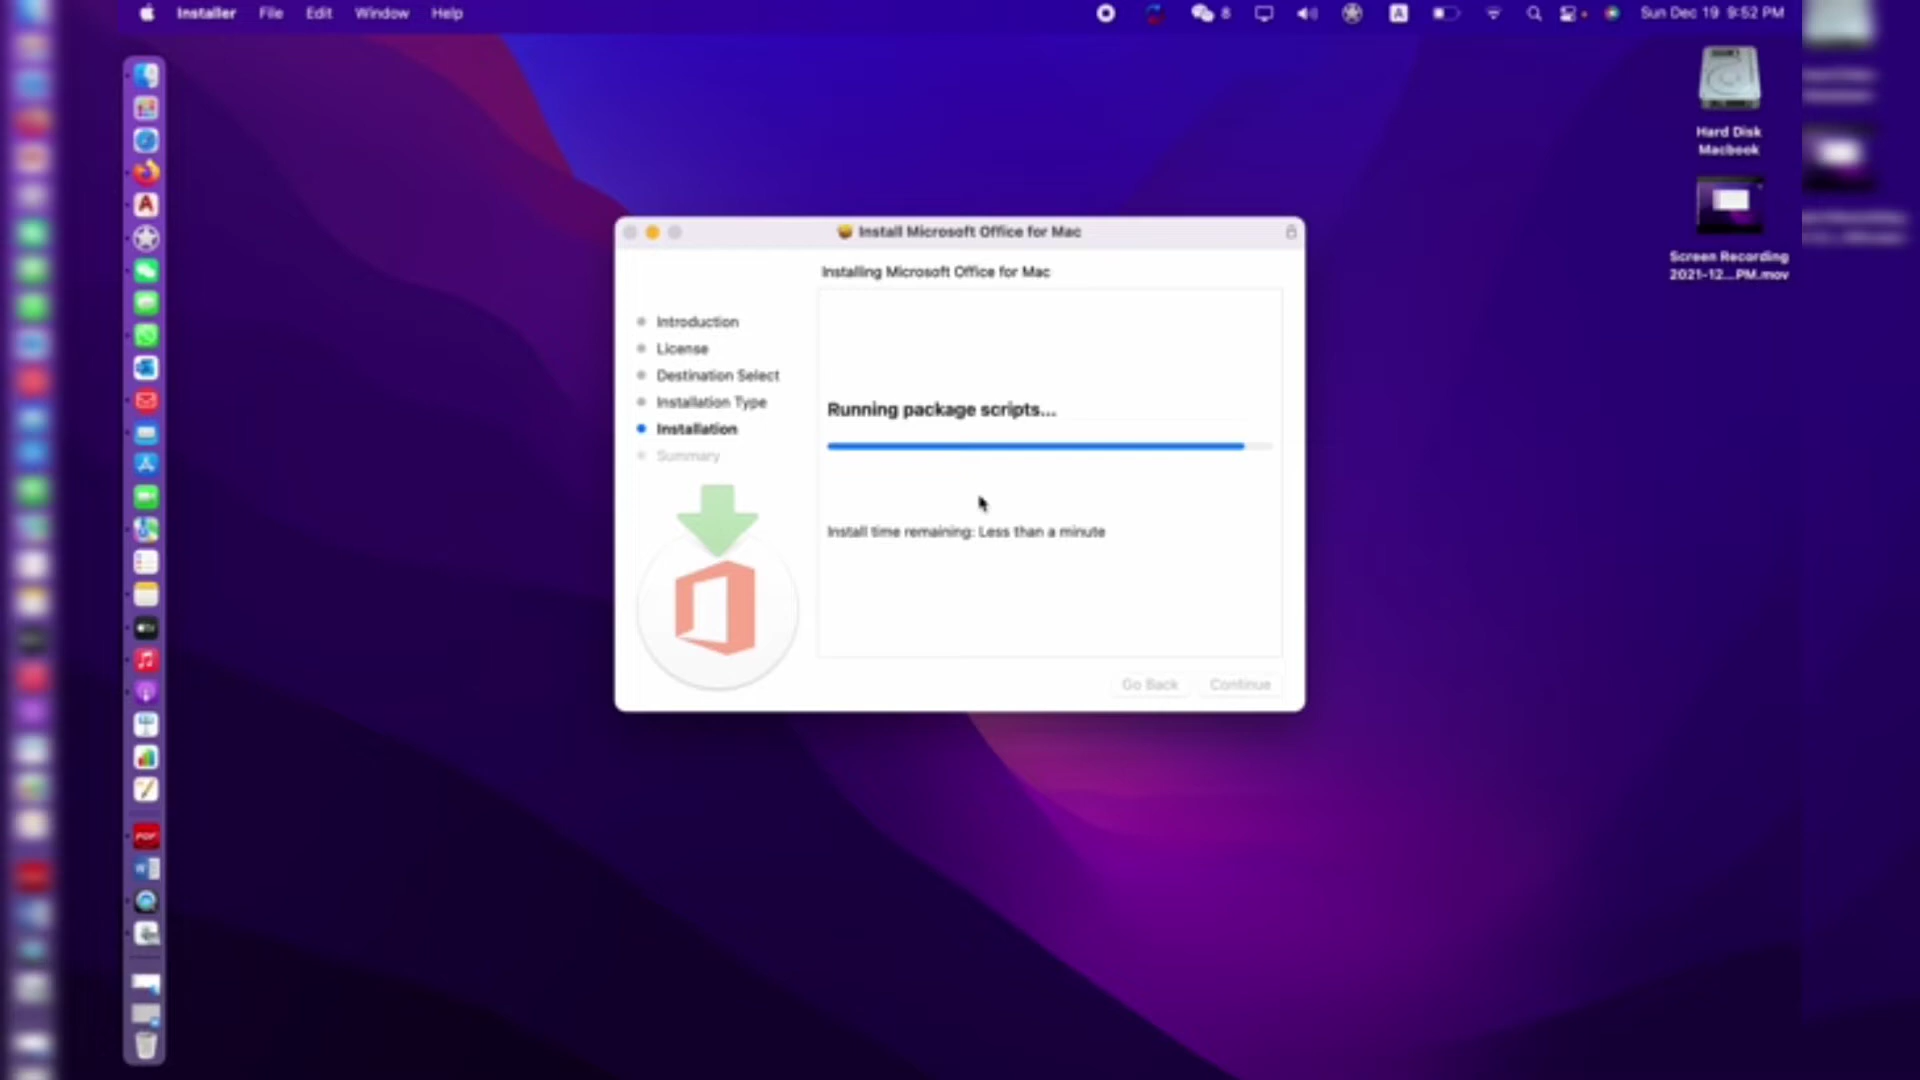 Installer File Edit Window Help
8 A Sun Dec 19 9:52 PM
Hard Disk
Macbook
Screen Recording
2021-12...PM.mov
Install Microsoft Office for Mac
Installing Microsoft Office for Mac
Introduction
License
Destination Select
Installation Type
Installation
Summary
Running package scripts...
Install time remaining: Less than a minute
Go Back Continue
PDF